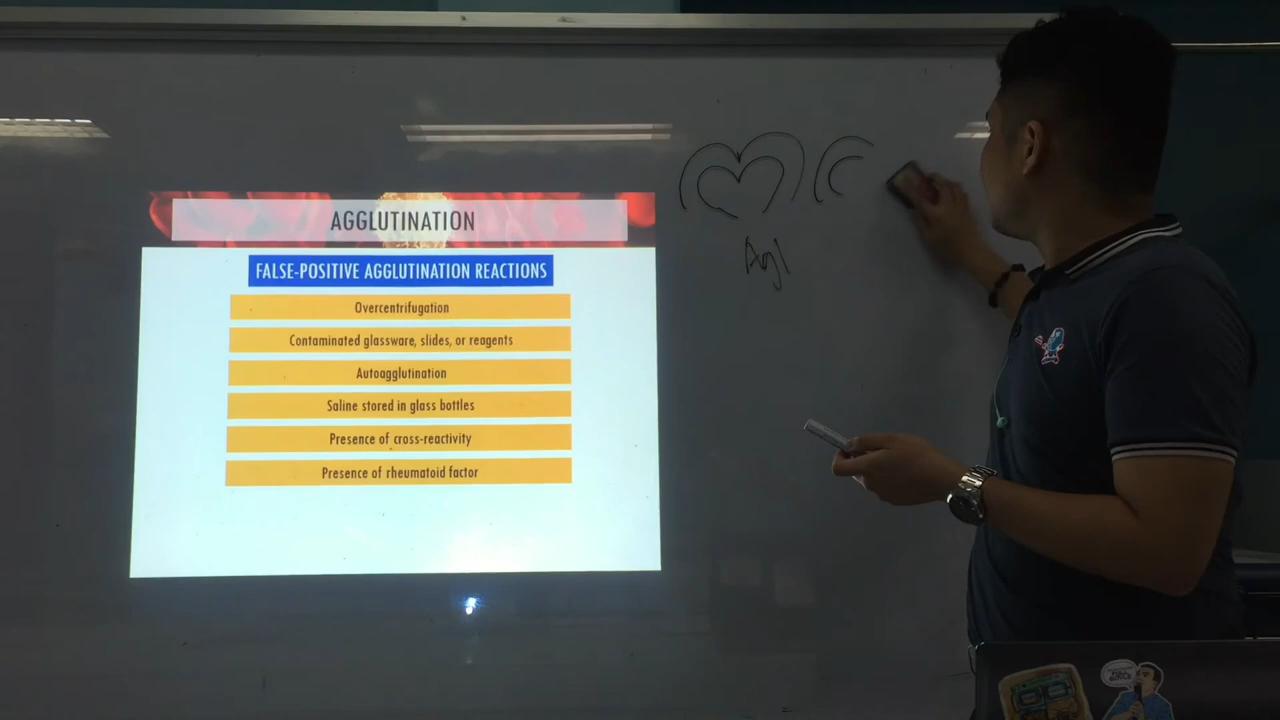 AGGLUTINATION
FALSE-POSITIVE AGGLUTINATION REACTIONS
Overcentrifugation
Contaminated glassware, slides, or reagents
Autoagglutination
Saline stored in glass bottles
Presence of cross-reactivity
Presence of rheumatoid factor
Agl